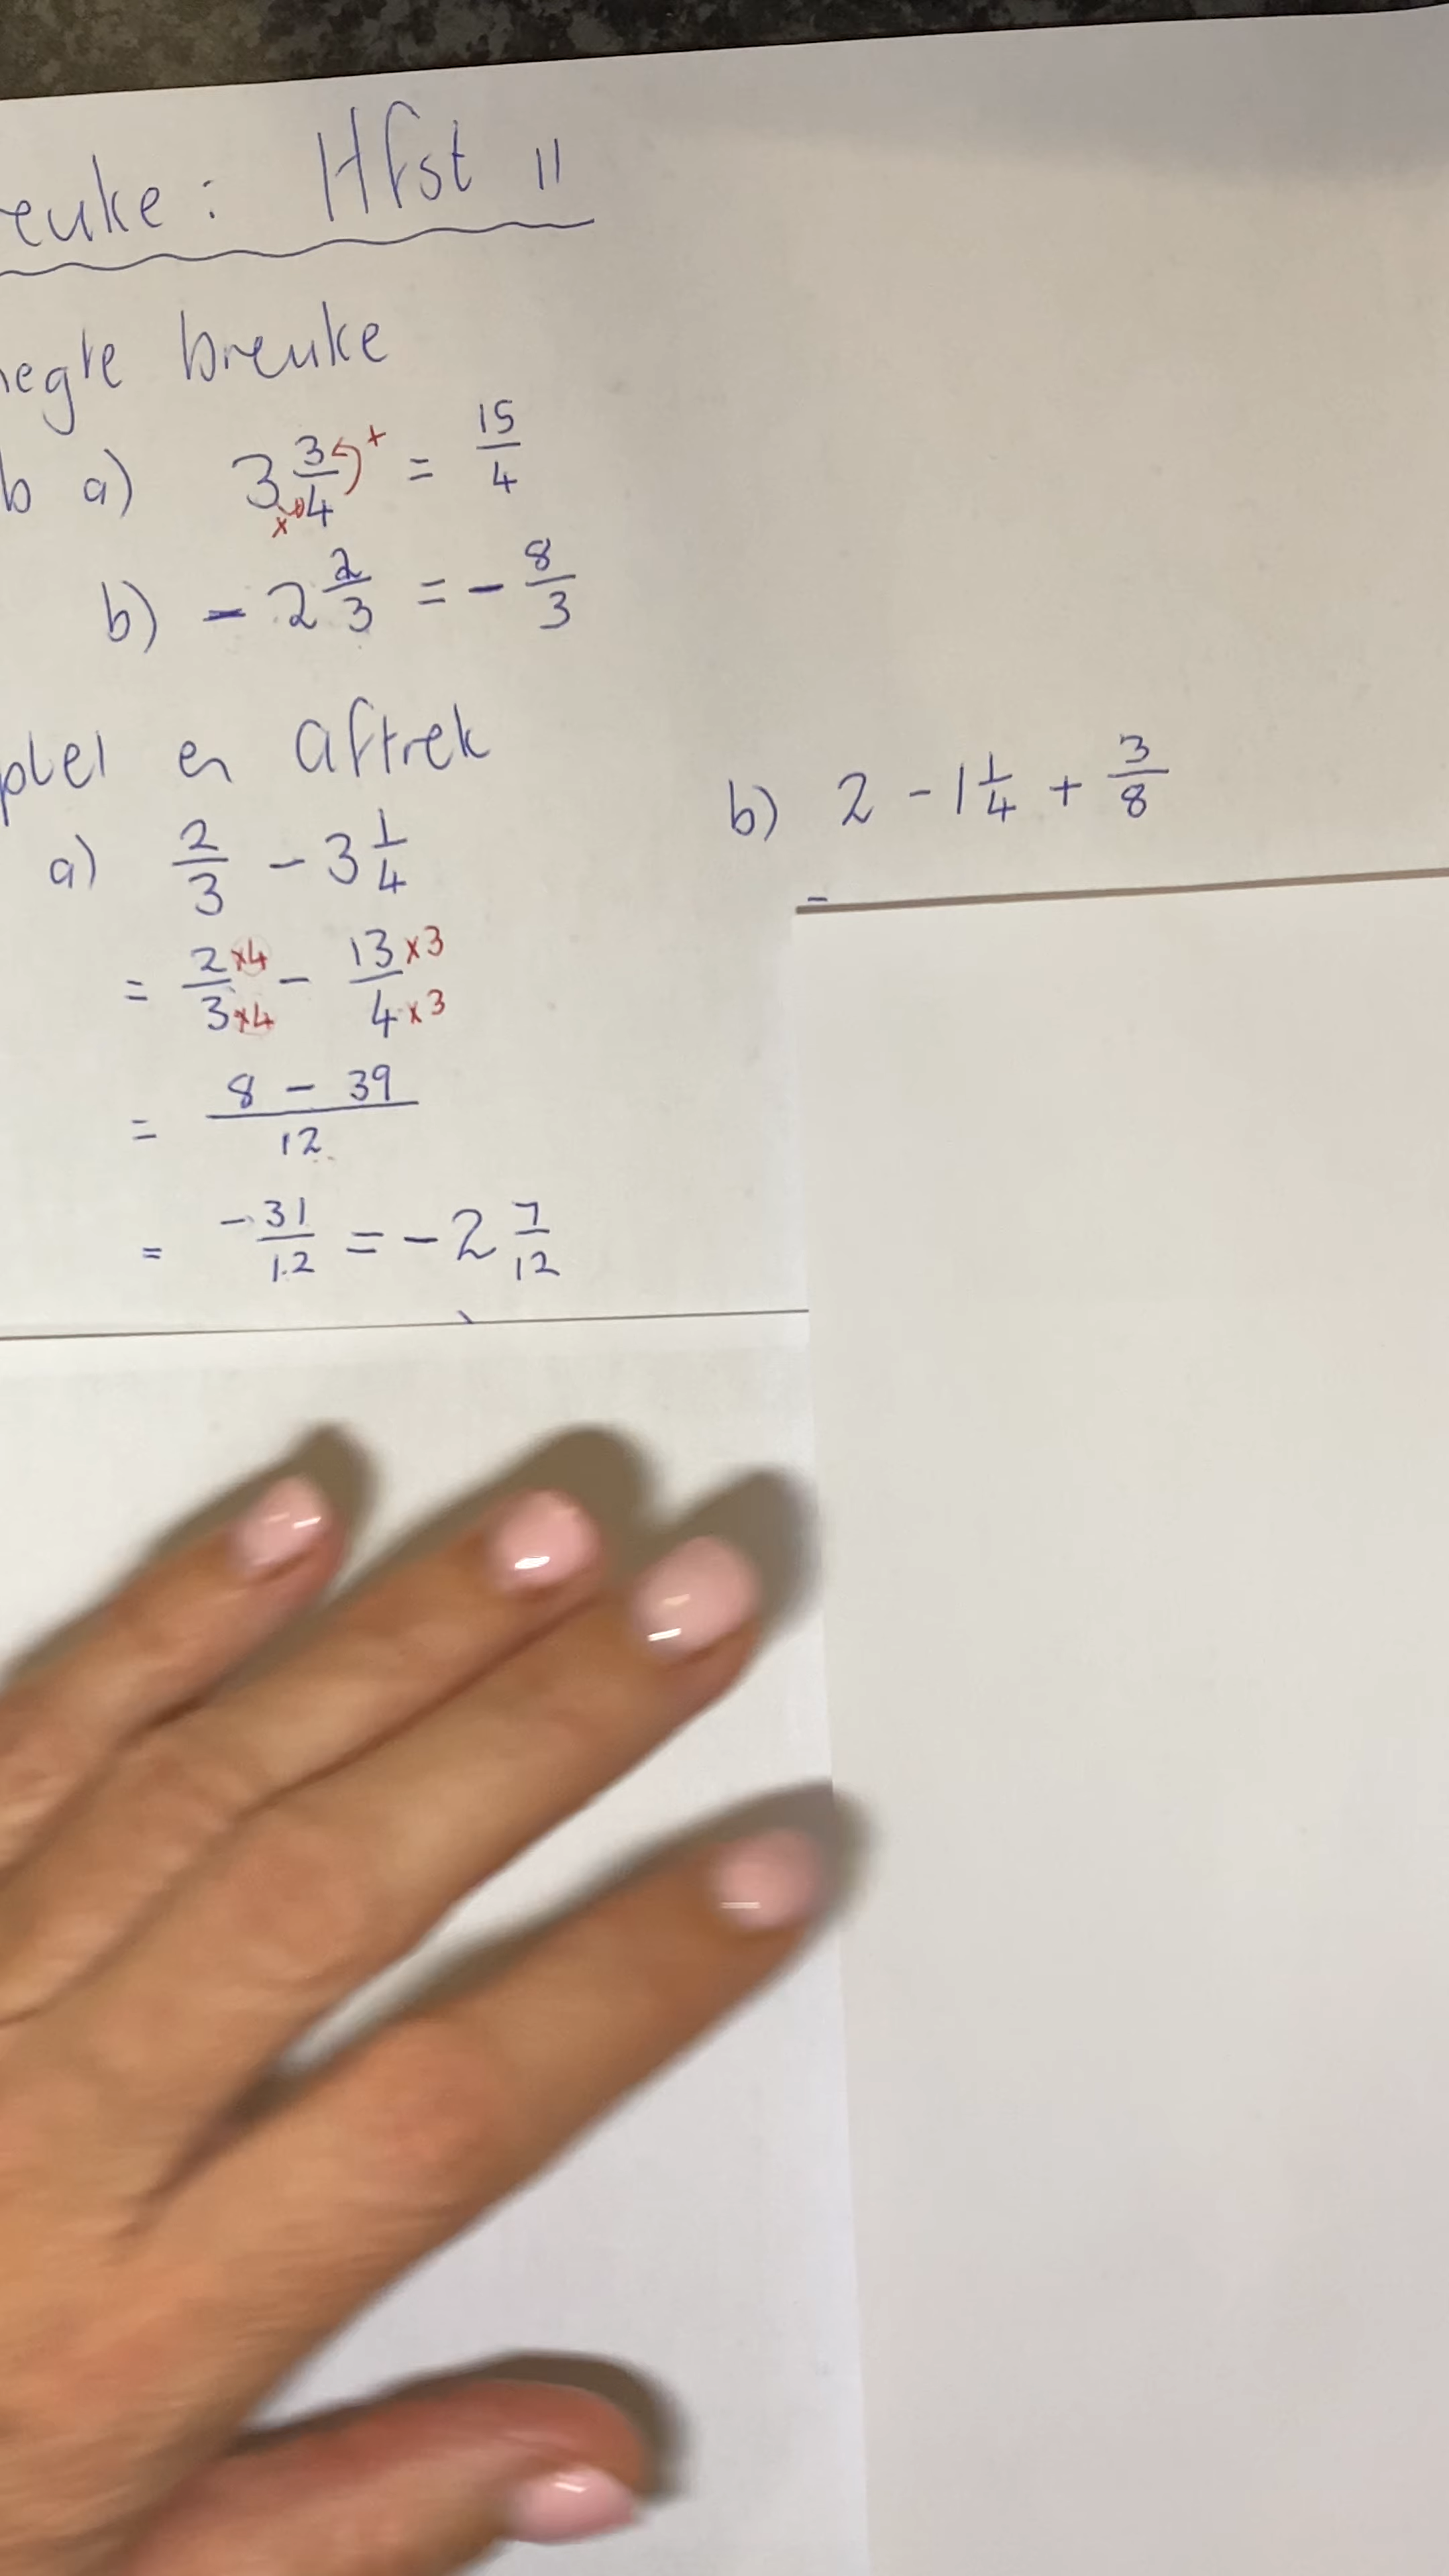 euke: Hfst 11
egte breuke
b a) 3 3/4 = 15/4
+
x
b) - 2 2/3 = - 8/3
en aftrek
a) 2/3 - 3 1/4
= 2×4/3×4 - 13×3/4×3
= 8 - 39/12
= -31/12 = -2 7/12
b) 2 - 1 1/4 + 3/8